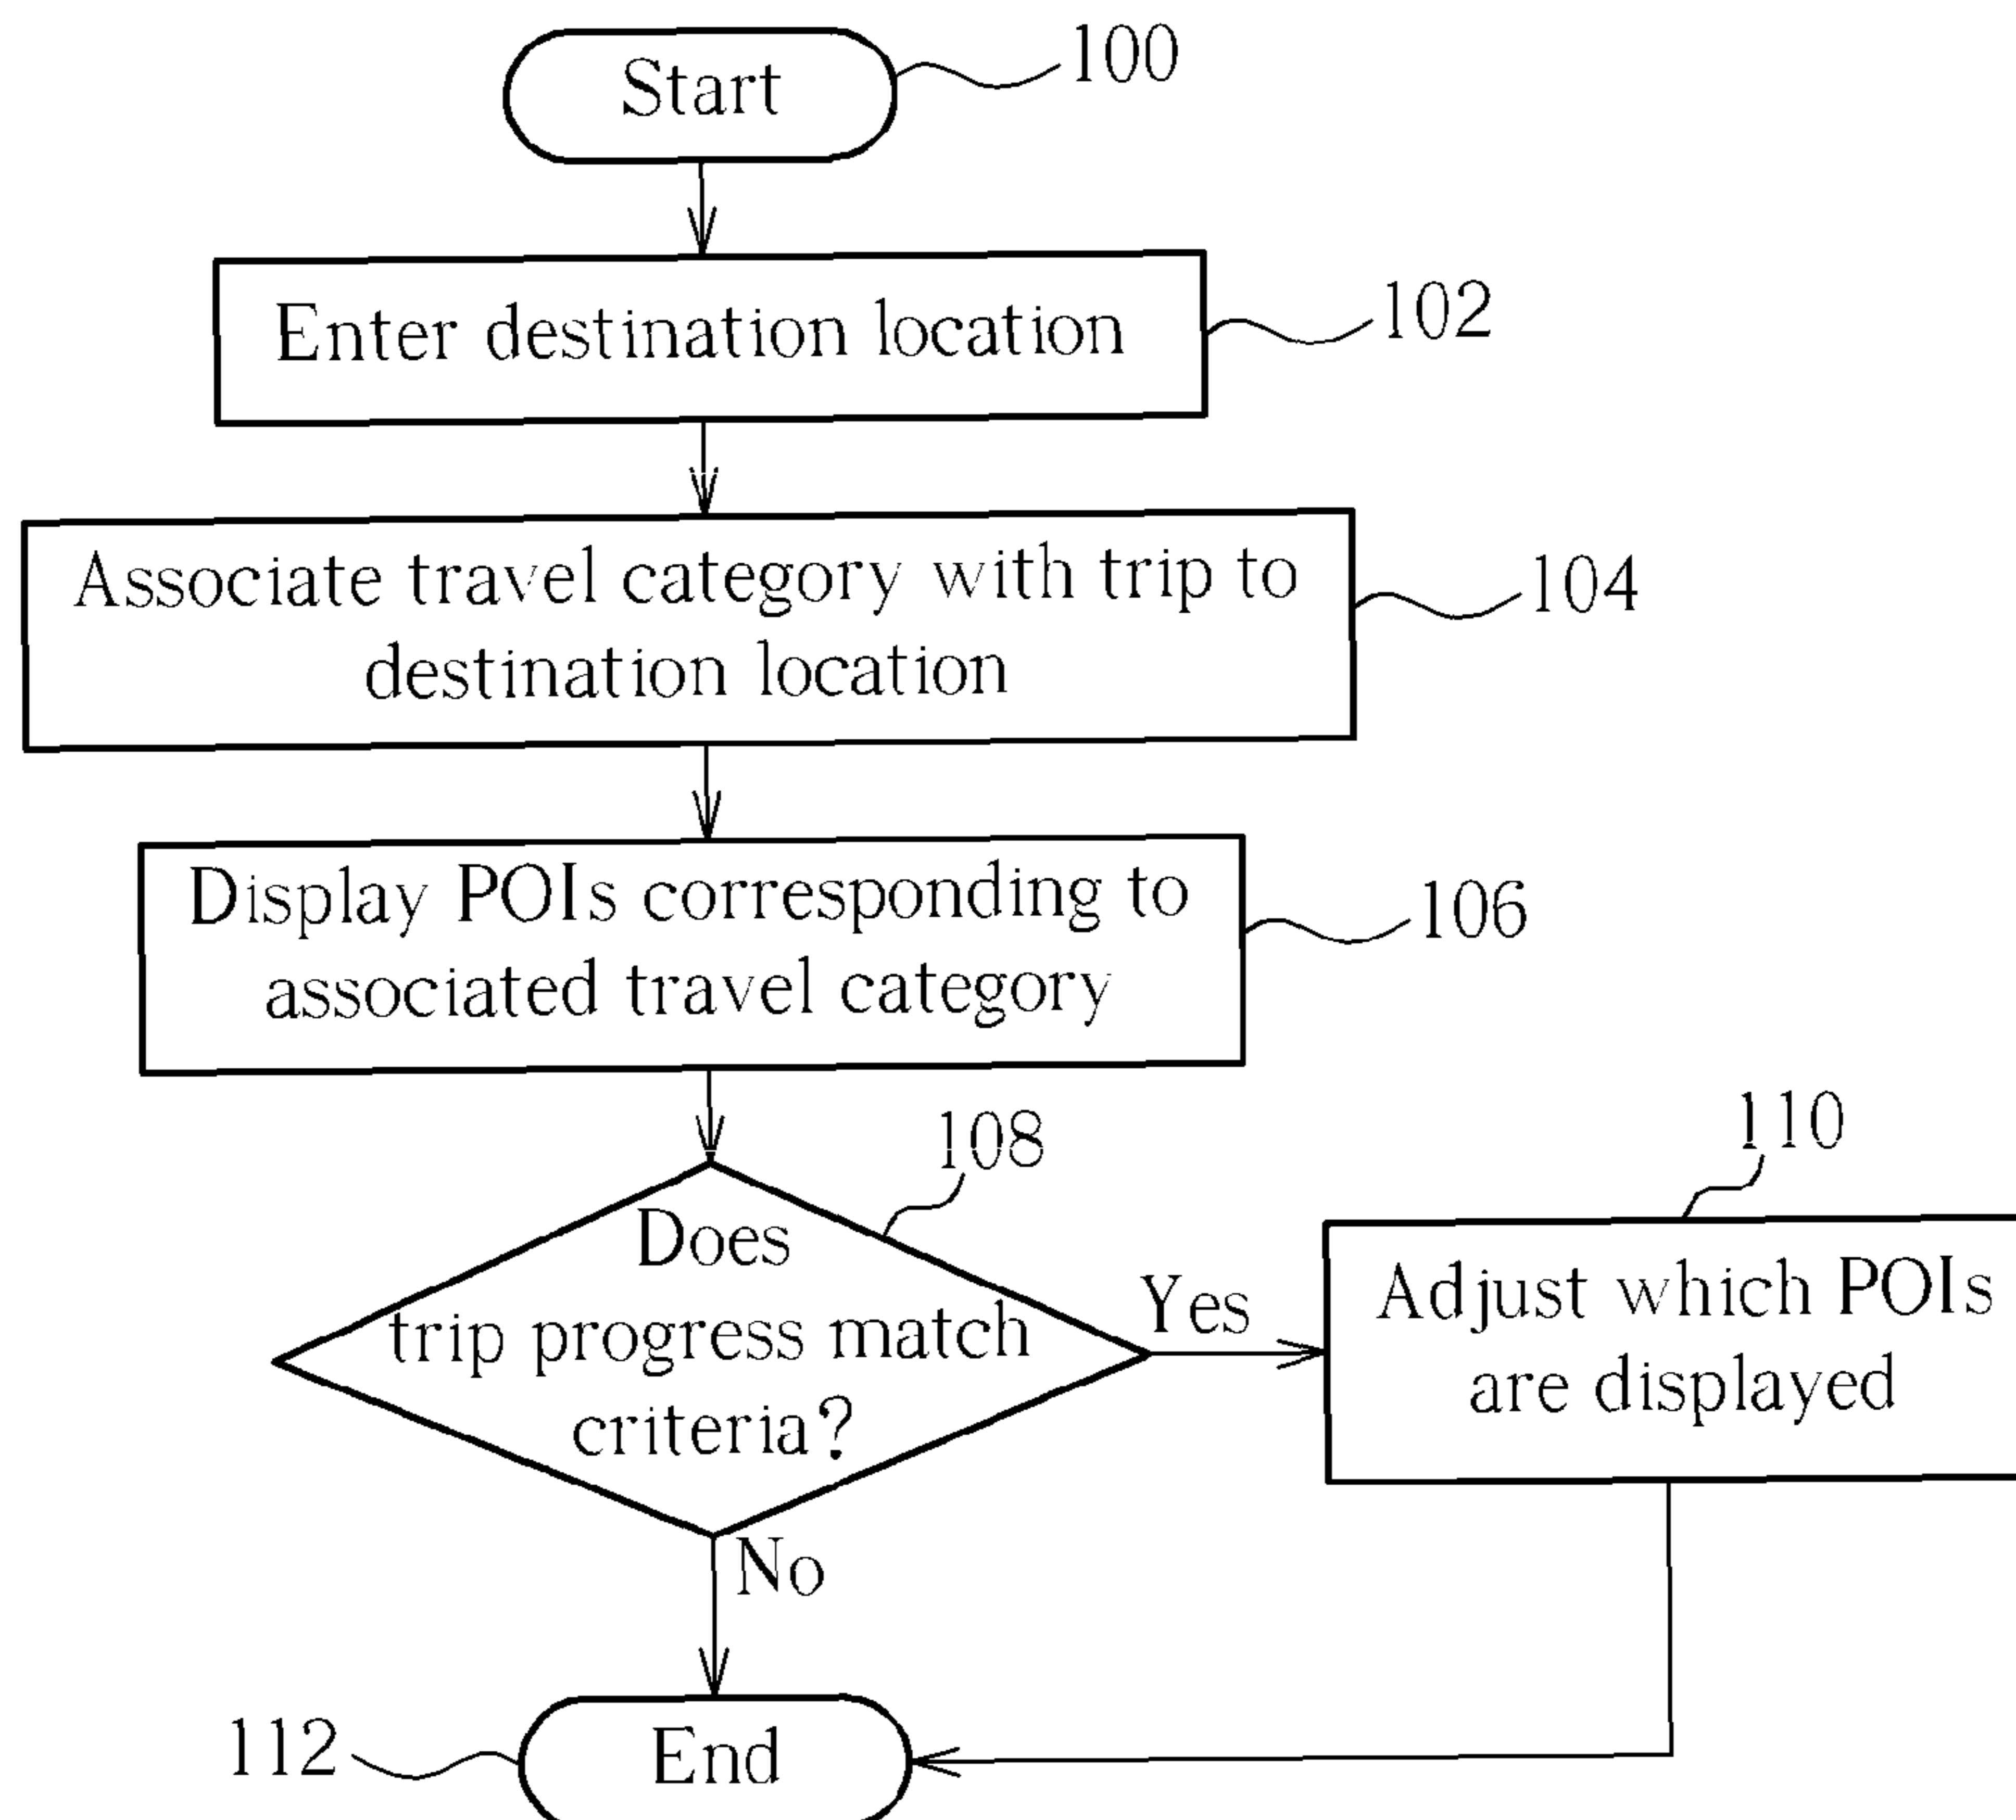 Start
100
Enter destination location
102
Associate travel category with trip to
destination location
104
Display POIs corresponding to
associated travel category
106
108
Does
trip progress match
criteria?
Yes
110
Adjust which POIs
are displayed
No
112
End